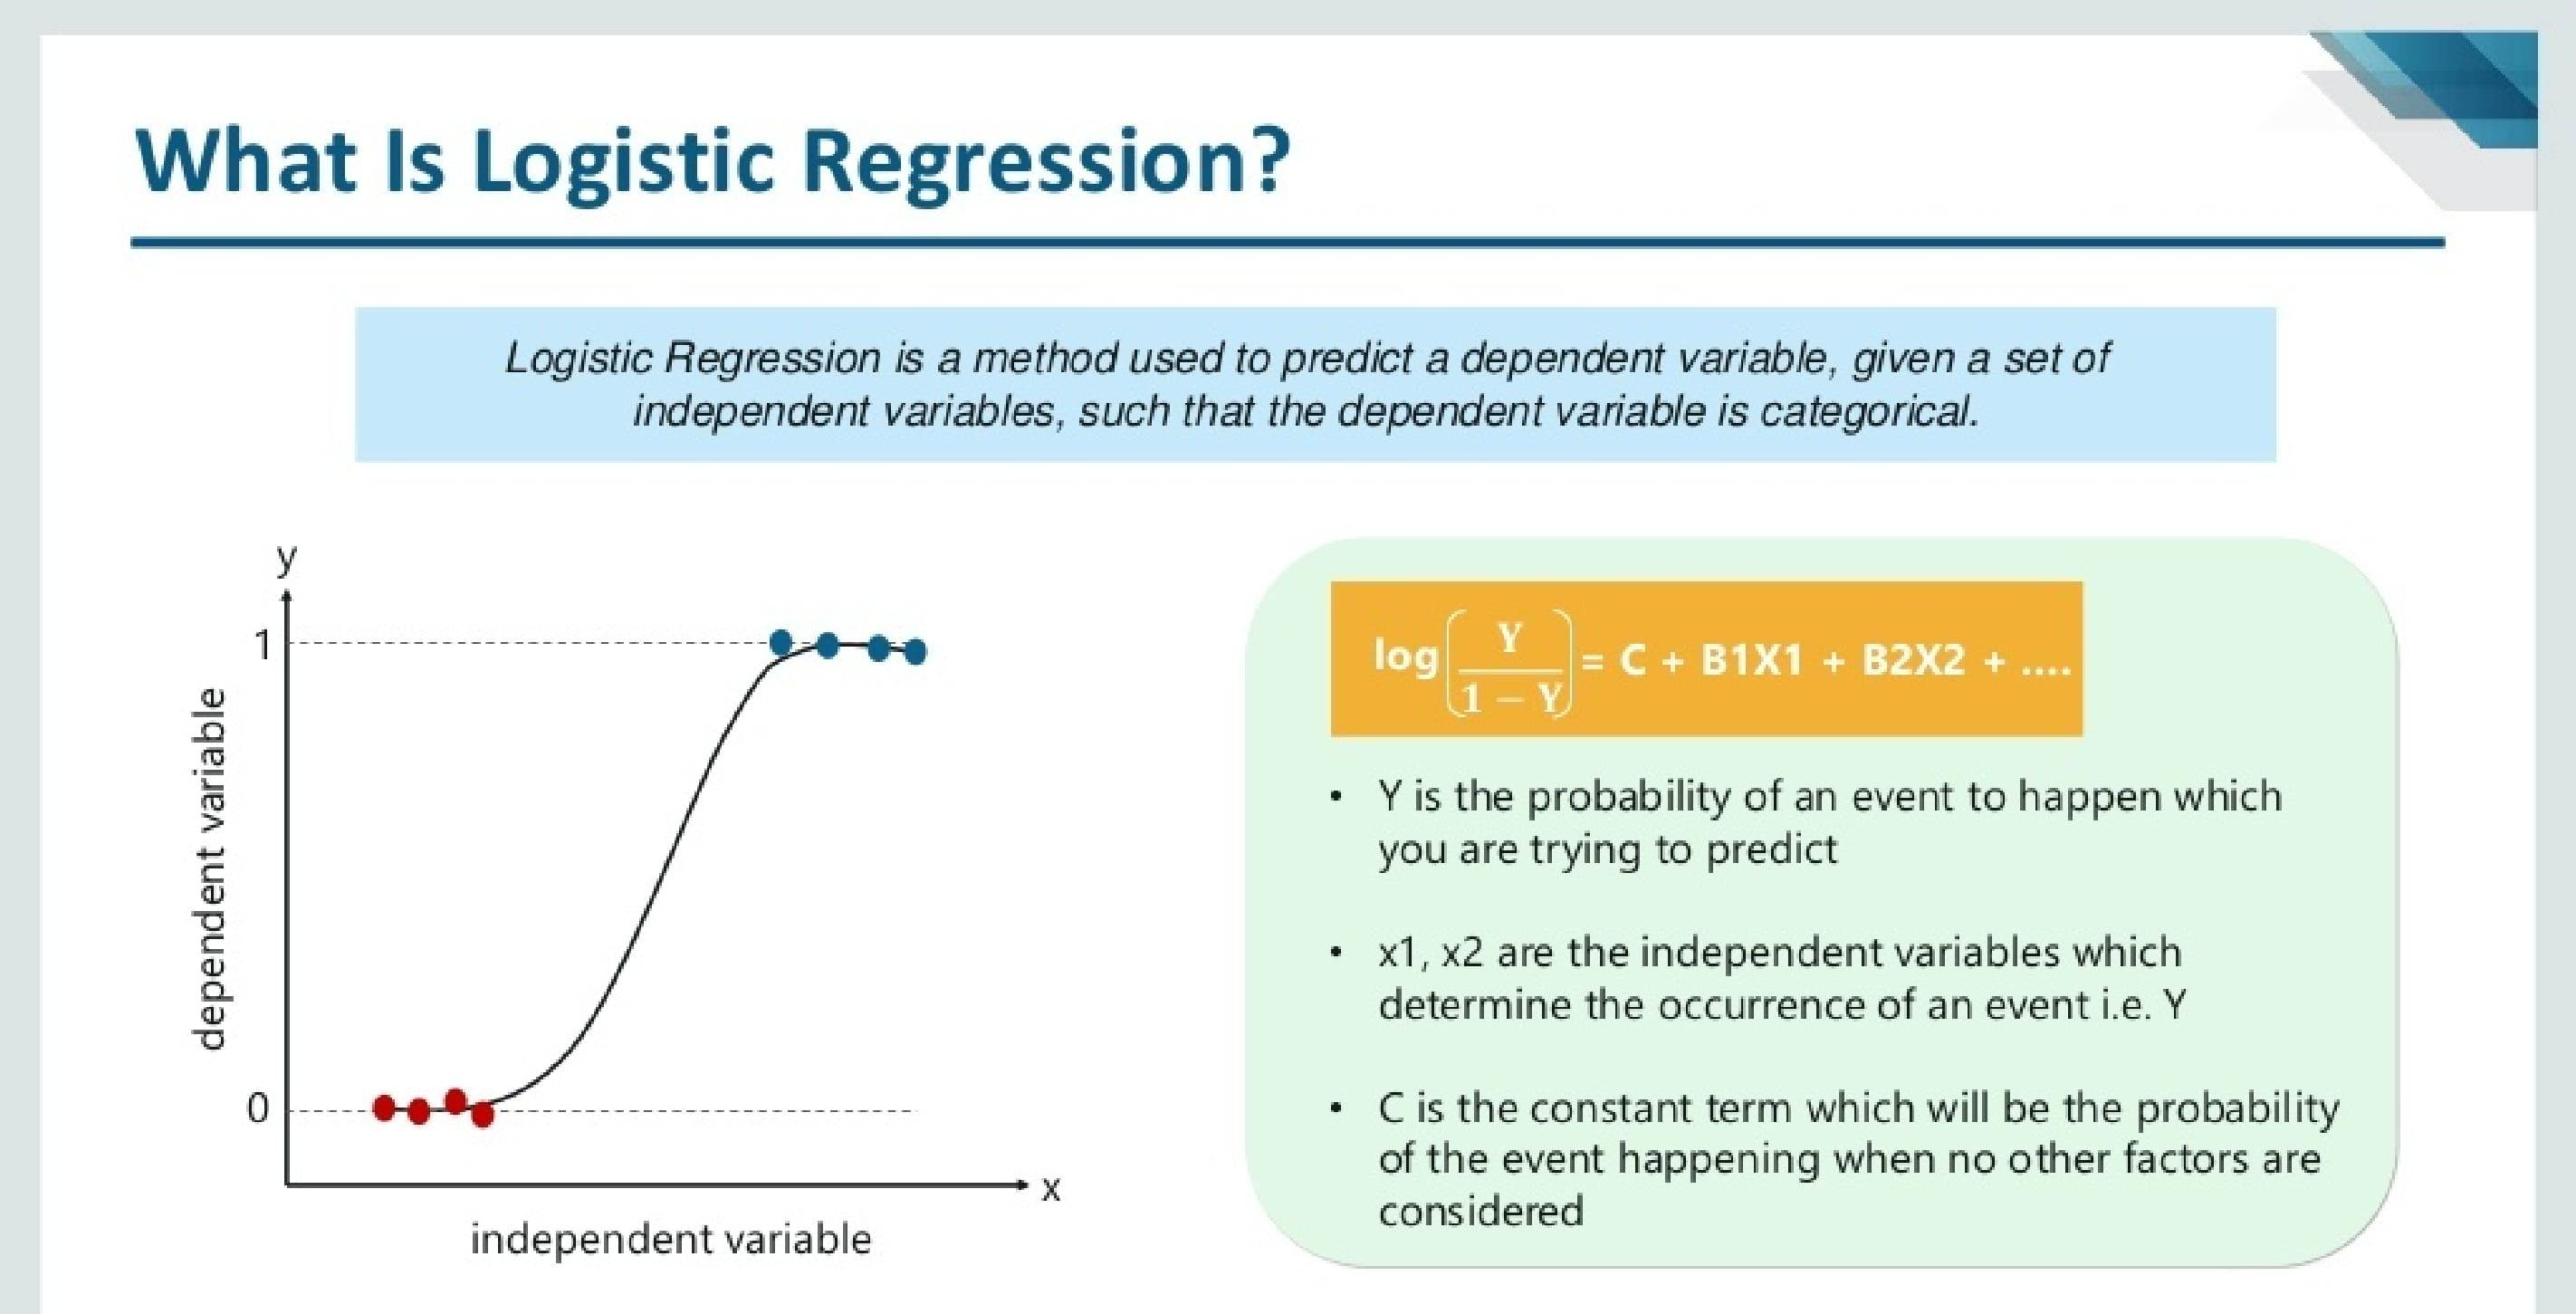 What Is Logistic Regression?
Logistic Regression is a method used to predict a dependent variable, given a set of
independent variables, such that the dependent variable is categorical.
y
1
dependent variable
0
x
independent variable
log(Y / 1 − Y) = C + B1X1 + B2X2 + ....
• Y is the probability of an event to happen which
you are trying to predict
• x1, x2 are the independent variables which
determine the occurrence of an event i.e. Y
• C is the constant term which will be the probability
of the event happening when no other factors are
considered